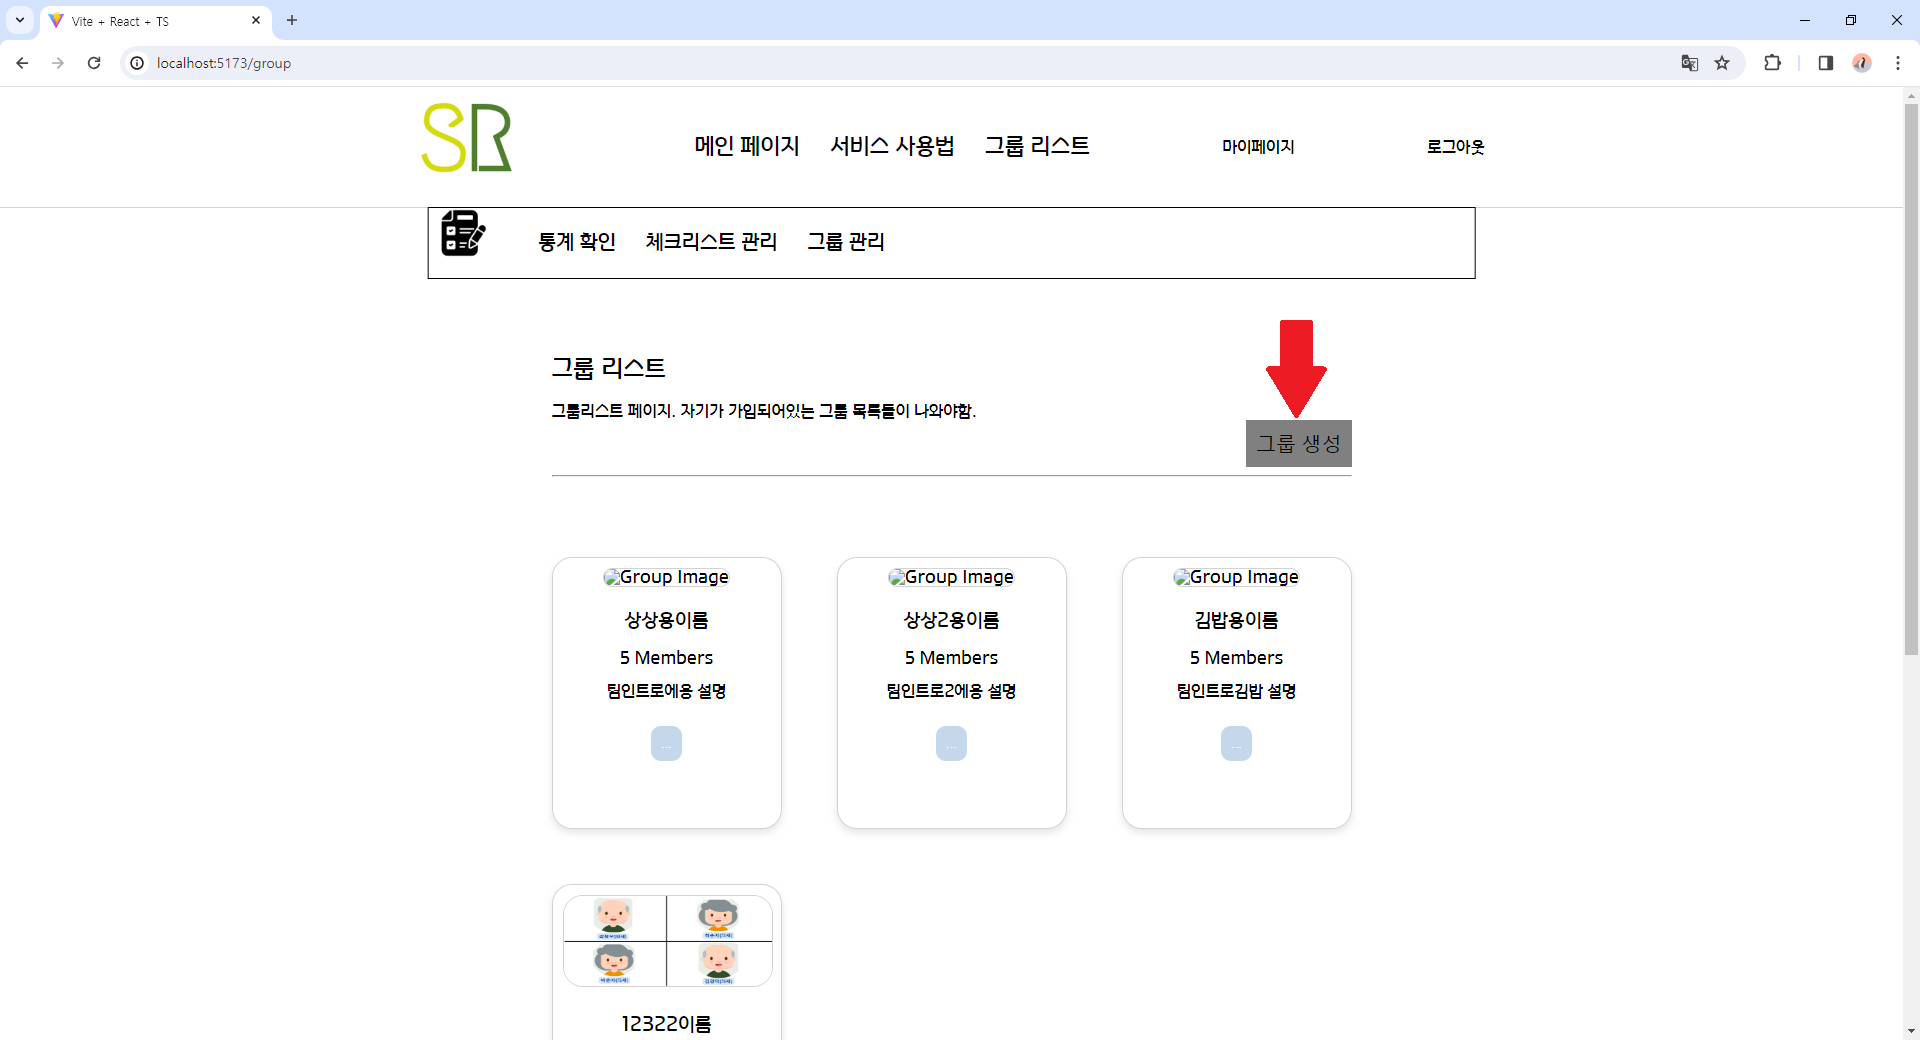 Vite + React + TS
localhost:5173/group
SR
메인 페이지 서비스 사용법 그룹 리스트 마이페이지 로그아웃
통계 확인 체크리스트 관리 그룹 관리
그룹 리스트
그룹리스트 페이지. 자기가 가입되어있는 그룹 목록들이 나와야함.
그룹 생성
Group Image Group Image Group Image
상상용이름 상상2용이름 김밥용이름
5 Members 5 Members 5 Members
팀인트로에용 설명 팀인트로2에용 설명 팀인트로김밥 설명
... ... ...
12322이름